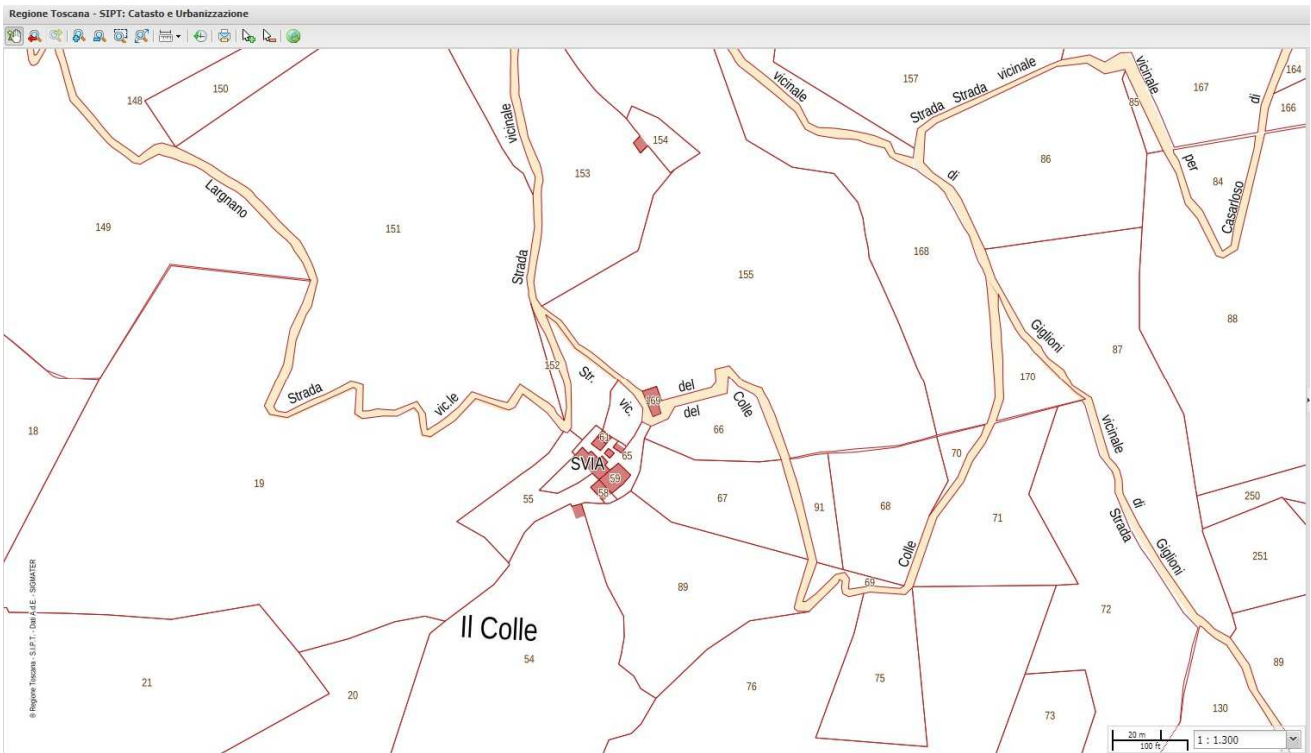 Regione Toscana - SIPT: Catasto e Urbanizzazione
148
150
vicinale
153
154
vicinale
157
Strada Strada vicinale
vicinale
85
167
164
166
di
86
per
84
Casarloso
Largnano
149
151
Strada
155
di
168
88
Giglioni
87
170
152
Str.
vic.
169
del
del
Colle
66
Strada
vic.le
18
19
61
65
SVIA
59
58
55
67
91
68
70
71
250
251
vicinale
di
Strada
Giglioni
Colle
69
89
72
Il Colle
54
21
20
76
75
73
130
89
© Regione Toscana - S.I.P.T. - Dati A.d.E. - SIGMATER
20 m
100 ft
1 : 1.300